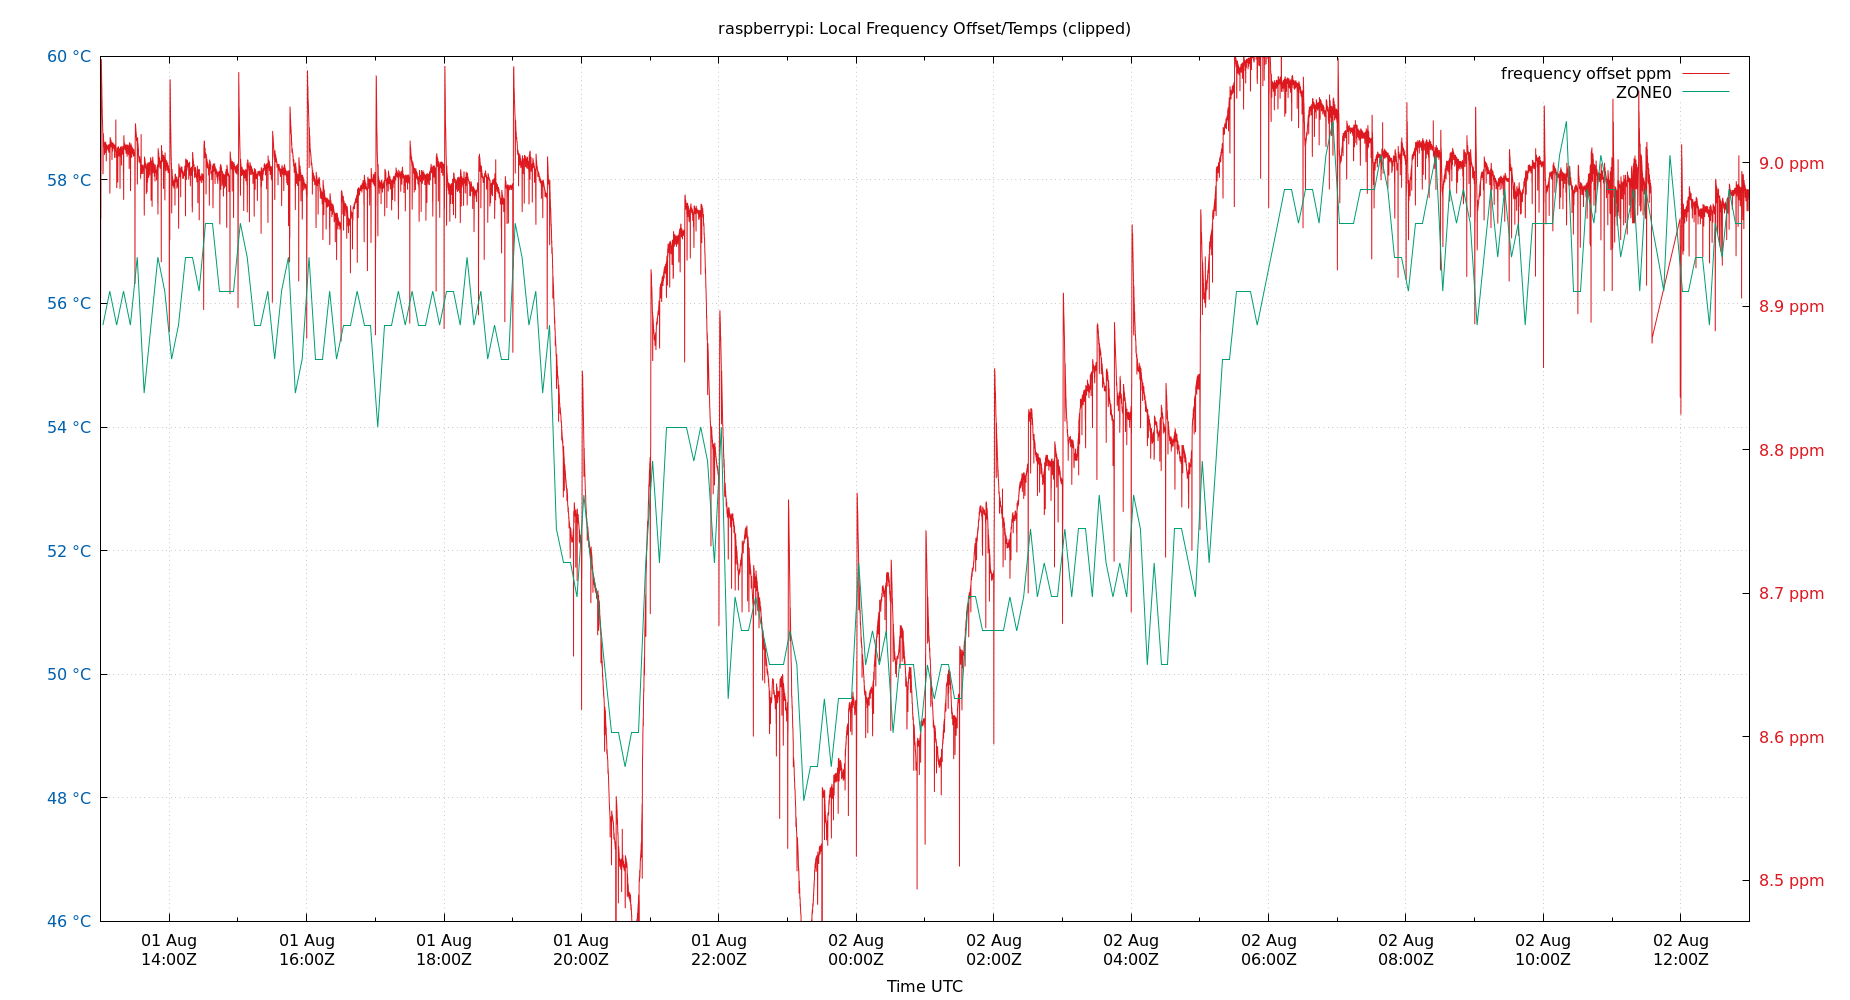 raspberrypi: Local Frequency Offset/Temps (clipped)
frequency offset ppm
ZONE0
60 °C
58 °C
56 °C
54 °C
52 °C
50 °C
48 °C
46 °C
9.0 ppm
8.9 ppm
8.8 ppm
8.7 ppm
8.6 ppm
8.5 ppm
01 Aug 01 Aug 01 Aug 01 Aug 01 Aug 02 Aug 02 Aug 02 Aug 02 Aug 02 Aug 02 Aug 02 Aug
14:00Z 16:00Z 18:00Z 20:00Z 22:00Z 00:00Z 02:00Z 04:00Z 06:00Z 08:00Z 10:00Z 12:00Z
Time UTC